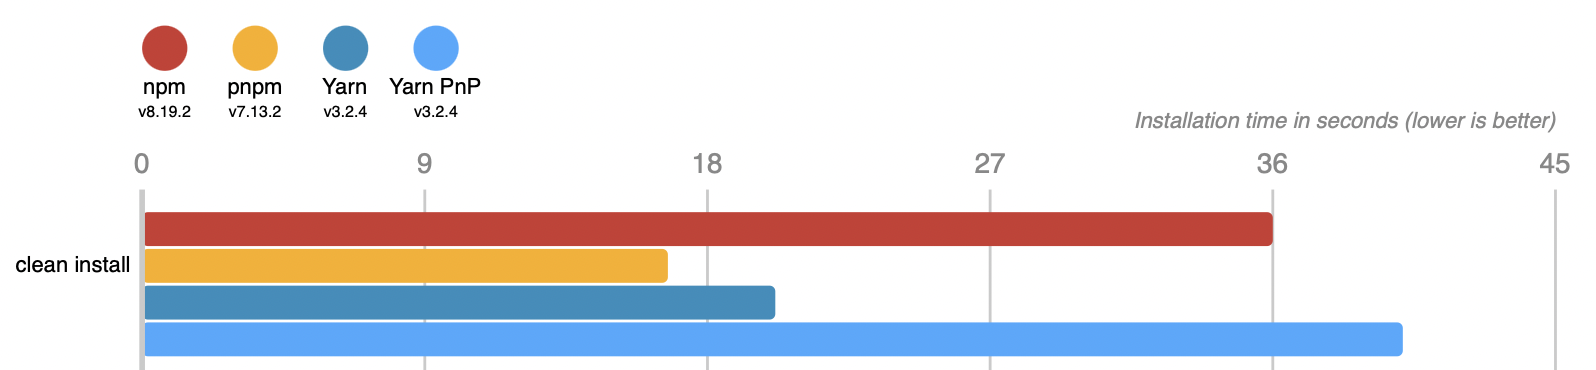 npm pnpm Yarn Yarn PnP
v8.19.2 v7.13.2 v3.2.4 v3.2.4
Installation time in seconds (lower is better)
0 9 18 27 36 45
clean install